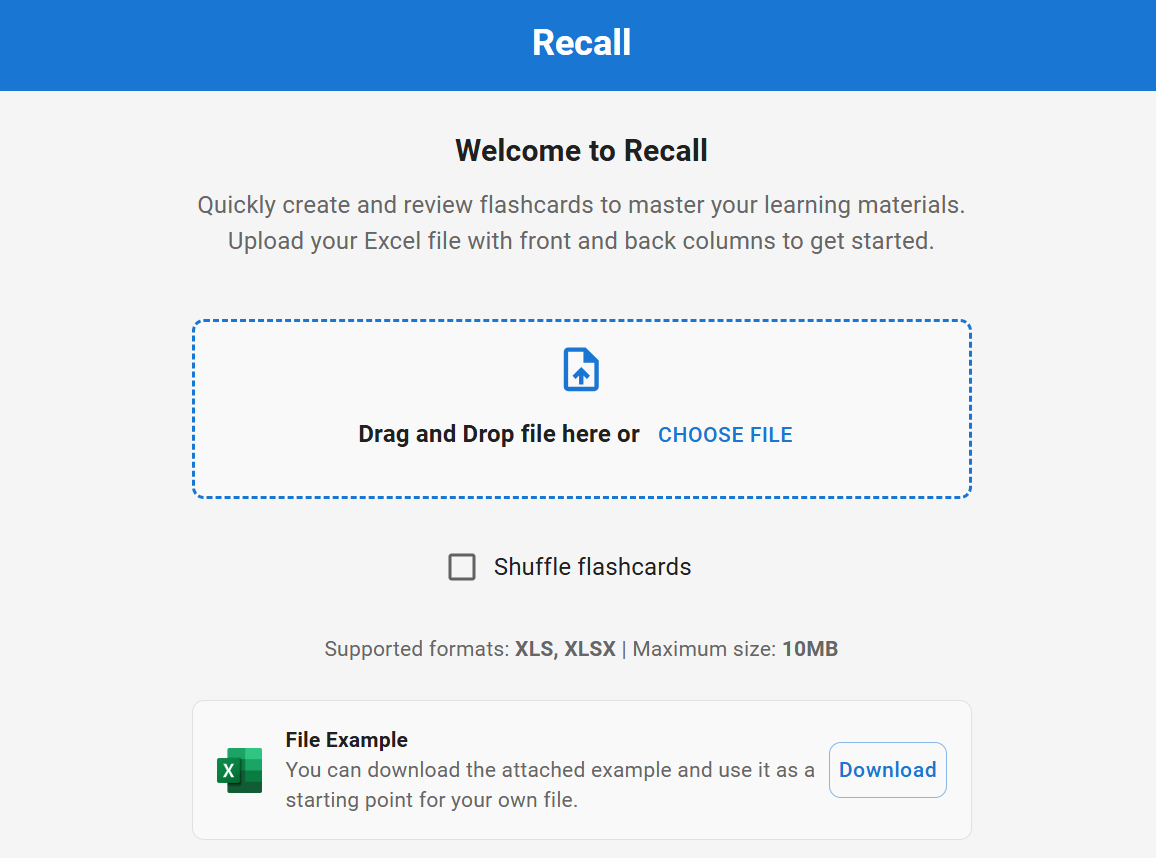 Recall
Welcome to Recall
Quickly create and review flashcards to master your learning materials.
Upload your Excel file with front and back columns to get started.
Drag and Drop file here or CHOOSE FILE
Shuffle flashcards
Supported formats: XLS, XLSX | Maximum size: 10MB
X
File Example
You can download the attached example and use it as a
starting point for your own file.
Download